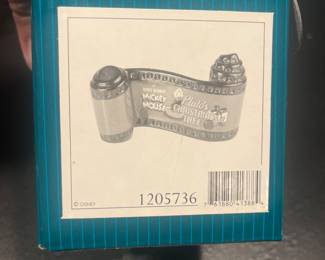 MICKEY
MOUSE
Pluto's
CHRISTMAS
TREE
© DISNEY
1205736